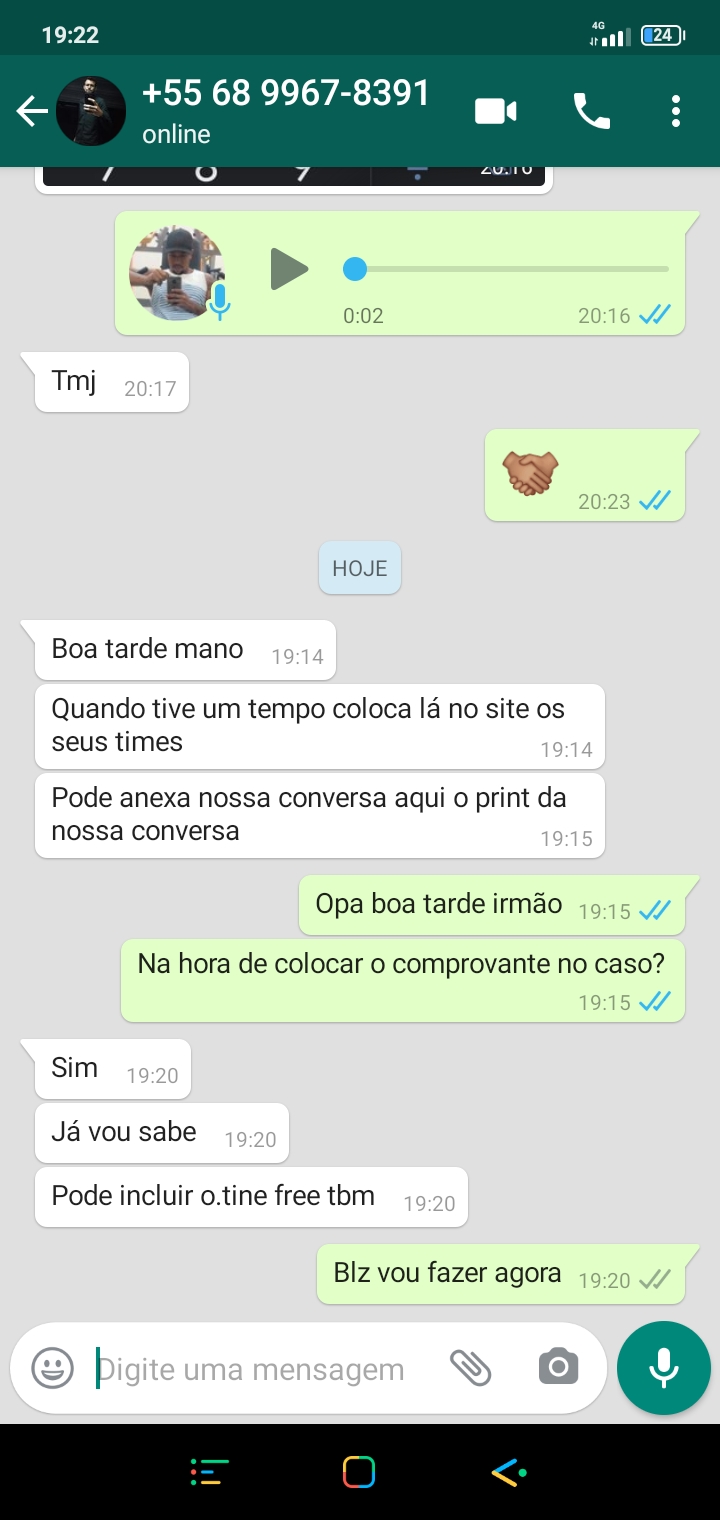 19:22
4G
24
+55 68 9967-8391
online
20:16
0:02
20:16
Tmj
20:17
20:23
HOJE
Boa tarde mano
19:14
Quando tive um tempo coloca lá no site os
seus times
19:14
Pode anexa nossa conversa aqui o print da
nossa conversa
19:15
Opa boa tarde irmão
19:15
Na hora de colocar o comprovante no caso?
19:15
Sim
19:20
Já vou sabe
19:20
Pode incluir o.tine free tbm
19:20
Blz vou fazer agora
19:20
Digite uma mensagem